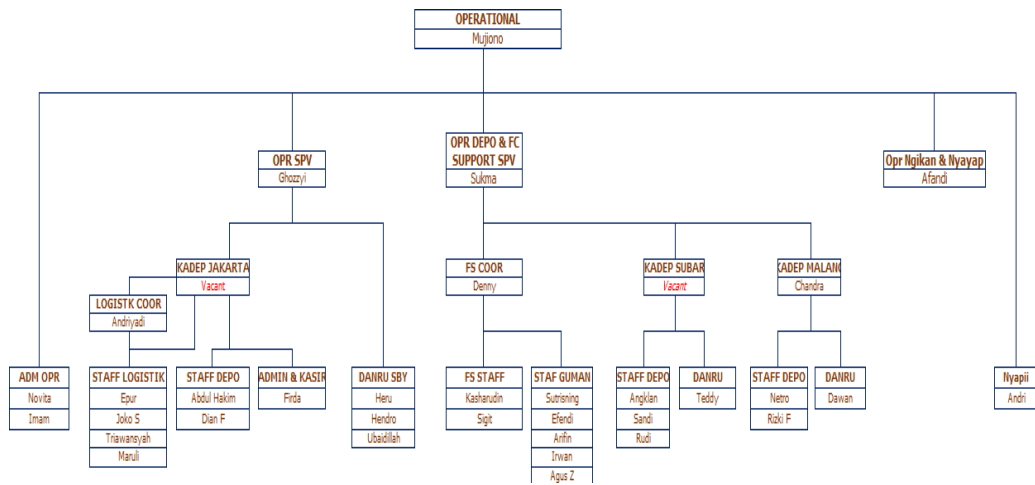 OPERATIONAL
Mujiono
OPR DEPO & FC
SUPPORT SPV
Sukma
OPR SPV
Ghozzyi
Opr Ngikan & Nyayap
Afandi
KADEP JAKARTA
Vacant
FS COOR
Denny
KADEP SUBAR
Vacant
KADEP MALANG
Chandra
LOGISTK COOR
Andriyadi
ADM OPR
Novita
Imam
STAFF LOGISTIK
Epur
Joko S
Triawansyah
Maruli
STAFF DEPO
Abdul Hakim
Dian F
ADMIN & KASIR
Firda
DANRU SBY
Heru
Hendro
Ubaidillah
FS STAFF
Kasharudin
Sigit
STAF GUMAN
Sutrisning
Efendi
Arifin
Irwan
Agus Z
STAFF DEPO
Angklan
Sandi
Rudi
DANRU
Teddy
STAFF DEPO
Netro
Rizki F
DANRU
Dawan
Nyapii
Andri